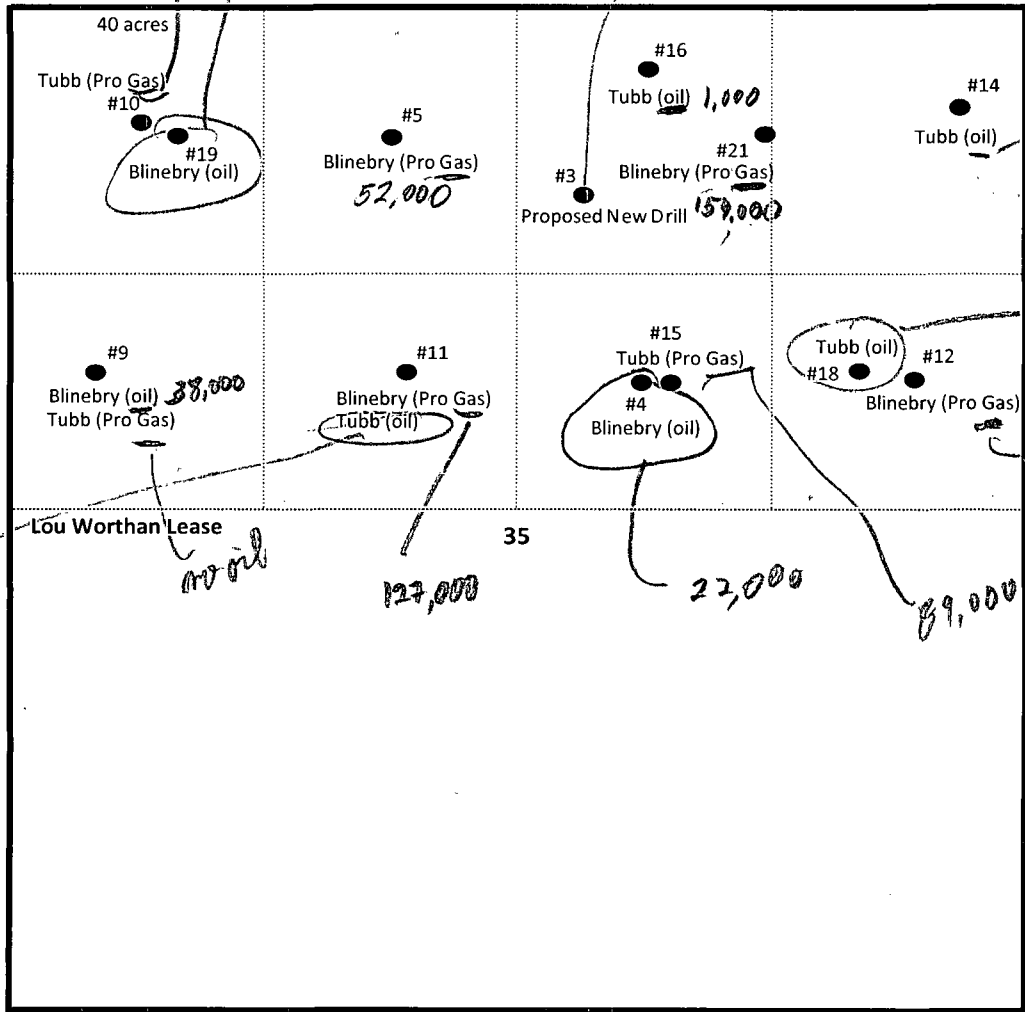 40 acres
Tubb (Pro Gas)
#10
#19
Blinebry (oil)
#5
Blinebry (Pro Gas)
52,000
#16
Tubb (oil) 1,000
#21
Blinebry (Pro Gas)
#3
Proposed New Drill 159,000
#14
Tubb (oil)
#9
Blinebry (oil) 38,000
Tubb (Pro Gas)
#11
Blinebry (Pro Gas)
Tubb (oil)
#15
Tubb (Pro Gas)
#4
Blinebry (oil)
Tubb (oil)
#18
#12
Blinebry (Pro Gas)
Lou Worthan Lease
35
no oil
127,000
22,000
89,000